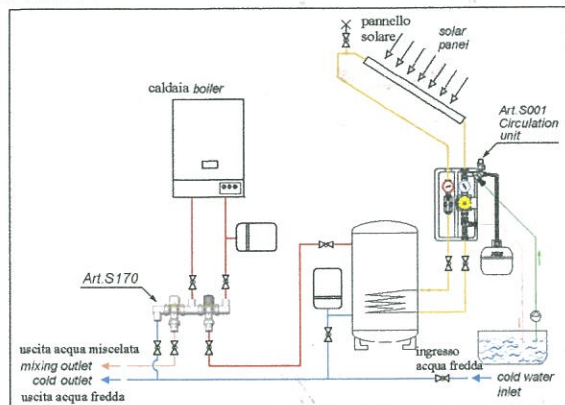 pannello
solare
solar
panel
caldaia boiler
Art.S001
Circulation
unit
Art.S170
uscita acqua miscelata
mixing outlet
cold outlet
uscita acqua fredda
ingresso
acqua fredda
cold water
inlet